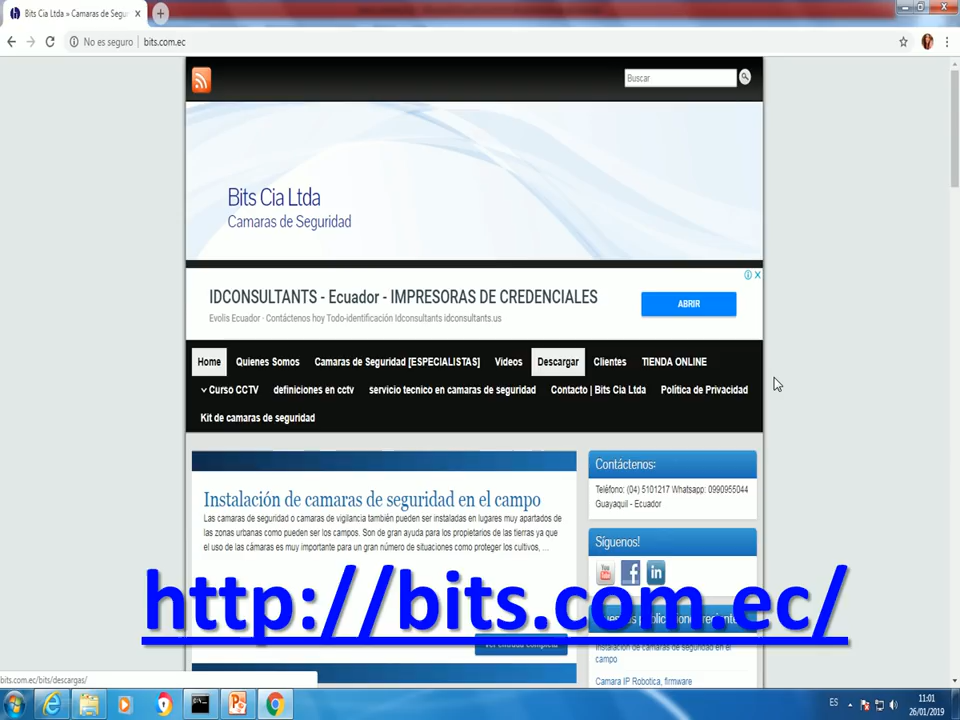 Bits Cia Ltda » Camaras de Segu
No es seguro | bits.com.ec
Buscar
Bits Cia Ltda
Camaras de Seguridad
IDCONSULTANTS - Ecuador - IMPRESORAS DE CREDENCIALES
Evolis Ecuador · Contáctenos hoy Todo-identificación Idconsultants idconsultants.us
ABRIR
Home Quienes Somos Camaras de Seguridad [ESPECIALISTAS] Videos Descargar Clientes TIENDA ONLINE
Curso CCTV definiciones en cctv servicio tecnico en camaras de seguridad Contacto | Bits Cia Ltda Política de Privacidad
Kit de camaras de seguridad
Instalación de camaras de seguridad en el campo
Las camaras de seguridad o camaras de vigilancia también pueden ser instaladas en lugares muy apartados de
las zonas urbanas como pueden ser los campos. Son de gran ayuda para los propietarios de las tierras ya que
el uso de las cámaras es muy importante para un gran número de situaciones como proteger los cultivos, ...
Contáctenos:
Teléfono: (04) 5101217 Whatsapp: 0990955044
Guayaquil - Ecuador
Síguenos!
You Tube
http://bits.com.ec/
Ver entrada completa
Instalación de camaras de seguridad en el
campo
Camara IP Robotica, firmware
bits.com.ec/bits/descargas/
ES
11:01
26/01/2019